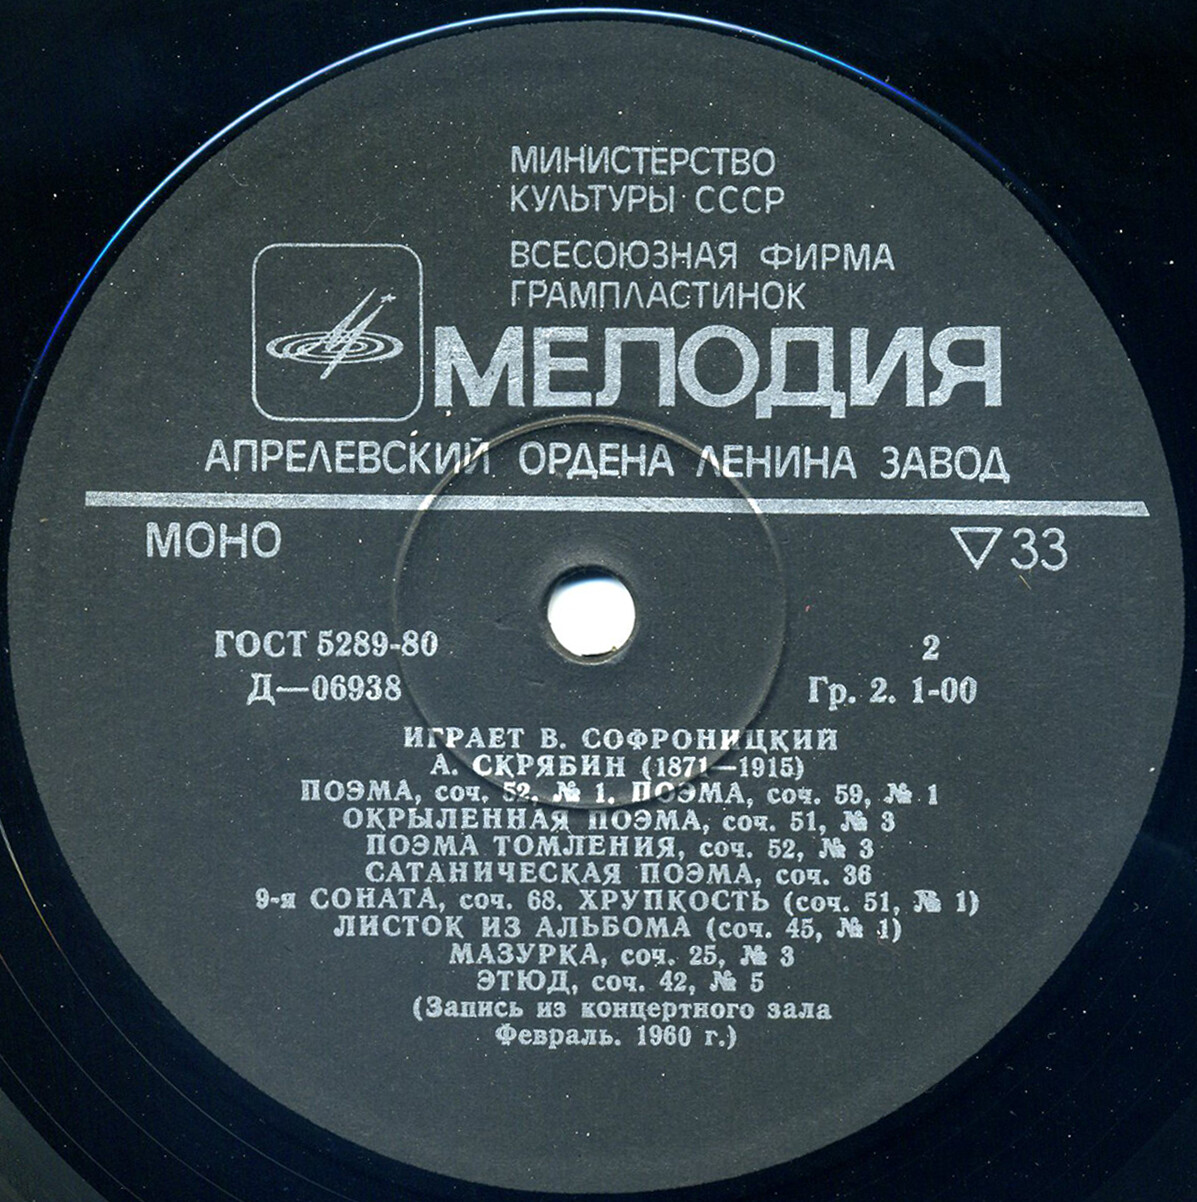 МИНИСТЕРСТВО
КУЛЬТУРЫ СССР
ВСЕСОЮЗНАЯ ФИРМА
ГРАМПЛАСТИНОК
МЕЛОДИЯ
АПРЕЛЕВСКИЙ ОРДЕНА ЛЕНИНА ЗАВОД
МОНО ▽33
ГОСТ 5289-80 2
Д—06938 Гр. 2. 1-00
ИГРАЕТ В. СОФРОНИЦКИЙ
А. СКРЯБИН (1871—1915)
ПОЭМА, соч. 52, № 1. ПОЭМА, соч. 59, № 1
ОКРЫЛЕННАЯ ПОЭМА, соч. 51, № 3
ПОЭМА ТОМЛЕНИЯ, соч. 52, № 3
САТАНИЧЕСКАЯ ПОЭМА, соч. 36
9-я СОНАТА, соч. 68. ХРУПКОСТЬ (соч. 51, № 1)
ЛИСТОК ИЗ АЛЬБОМА (соч. 45, № 1)
МАЗУРКА, соч. 25, № 3
ЭТЮД, соч. 42, № 5
(Запись из концертного зала
Февраль. 1960 г.)